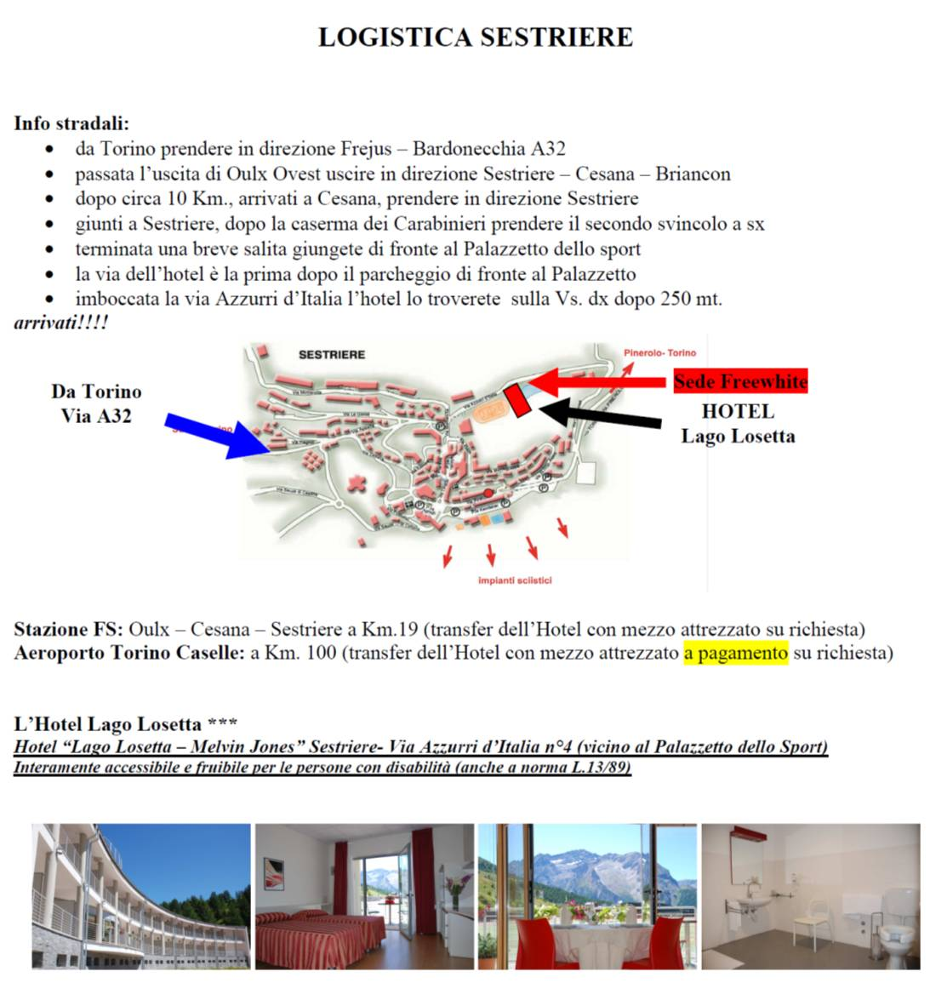 LOGISTICA SESTRIERE
Info stradali:
• da Torino prendere in direzione Frejus – Bardonecchia A32
• passata l’uscita di Oulx Ovest uscire in direzione Sestriere – Cesana – Briancon
• dopo circa 10 Km., arrivati a Cesana, prendere in direzione Sestriere
• giunti a Sestriere, dopo la caserma dei Carabinieri prendere il secondo svincolo a sx
• terminata una breve salita giungete di fronte al Palazzetto dello sport
• la via dell’hotel è la prima dopo il parcheggio di fronte al Palazzetto
• imboccata la via Azzurri d’Italia l’hotel lo troverete sulla Vs. dx dopo 250 mt.
arrivati!!!!
SESTRIERE
Pinerolo- Torino
Sede Freewhite
HOTEL
Lago Losetta
Da Torino
Via A32
impianti sciistici
Stazione FS: Oulx – Cesana – Sestriere a Km.19 (transfer dell’Hotel con mezzo attrezzato su richiesta)
Aeroporto Torino Caselle: a Km. 100 (transfer dell’Hotel con mezzo attrezzato a pagamento su richiesta)
L’Hotel Lago Losetta ***
Hotel “Lago Losetta – Melvin Jones” Sestriere- Via Azzurri d’Italia n°4 (vicino al Palazzetto dello Sport)
Interamente accessibile e fruibile per le persone con disabilità (anche a norma L.13/89)